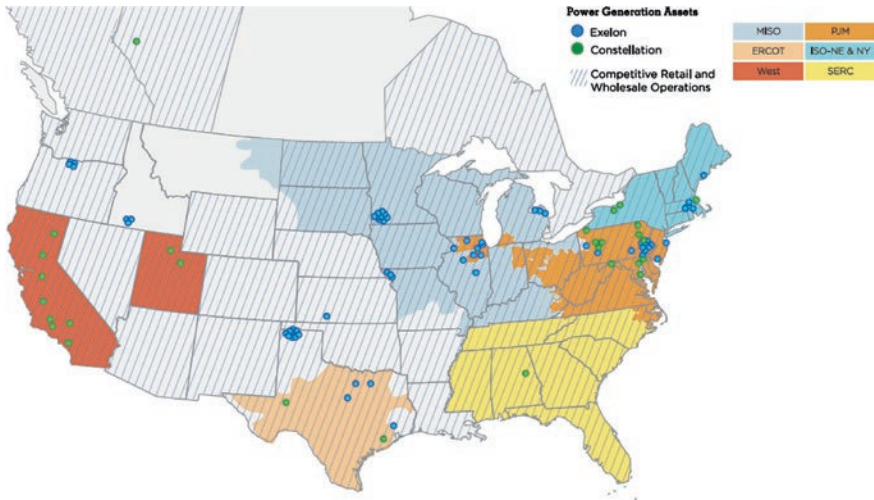 Power Generation Assets
Exelon
Constellation
Competitive Retail and
Wholesale Operations
MISO
PJM
ERCOT
ISO-NE & NY
West
SERC